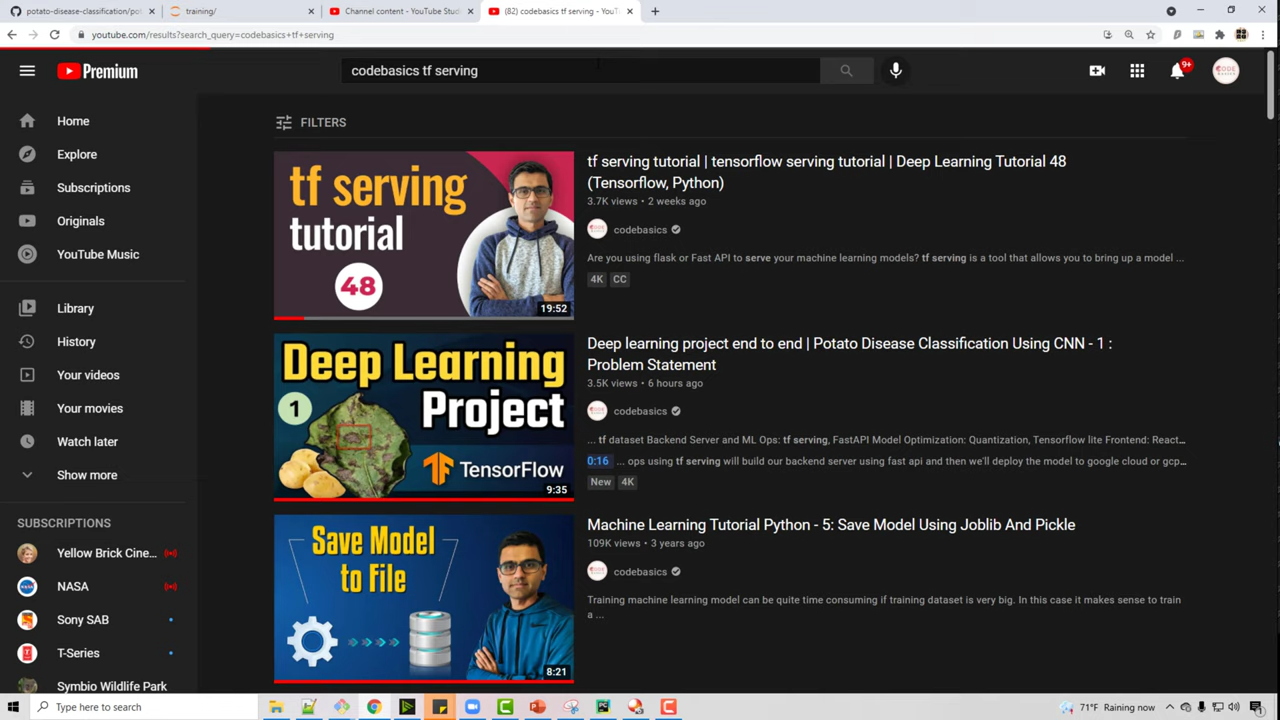 potato-disease-classification/pot
training/
Channel content - YouTube Stud
(82) codebasics tf serving - YouT
youtube.com/results?search_query=codebasics+tf+serving
Premium
codebasics tf serving
9+
CODE BASICS
Home
Explore
Subscriptions
Originals
YouTube Music
Library
History
Your videos
Your movies
Watch later
Show more
SUBSCRIPTIONS
Yellow Brick Cine...
NASA
Sony SAB
T-Series
Symbio Wildlife Park
FILTERS
tf serving
tutorial
48
19:52
tf serving tutorial | tensorflow serving tutorial | Deep Learning Tutorial 48
(Tensorflow, Python)
3.7K views • 2 weeks ago
codebasics
Are you using flask or Fast API to serve your machine learning models? tf serving is a tool that allows you to bring up a model ...
4K CC
Deep Learning
1 Project
TensorFlow
9:35
Deep learning project end to end | Potato Disease Classification Using CNN - 1 :
Problem Statement
3.5K views • 6 hours ago
codebasics
... tf dataset Backend Server and ML Ops: tf serving, FastAPI Model Optimization: Quantization, Tensorflow lite Frontend: React...
0:16 ... ops using tf serving will build our backend server using fast api and then we'll deploy the model to google cloud or gcp...
New 4K
Save Model
to File
8:21
Machine Learning Tutorial Python - 5: Save Model Using Joblib And Pickle
109K views • 3 years ago
codebasics
Training machine learning model can be quite time consuming if training dataset is very big. In this case it makes sense to train
a ...
Type here to search
71°F Raining now